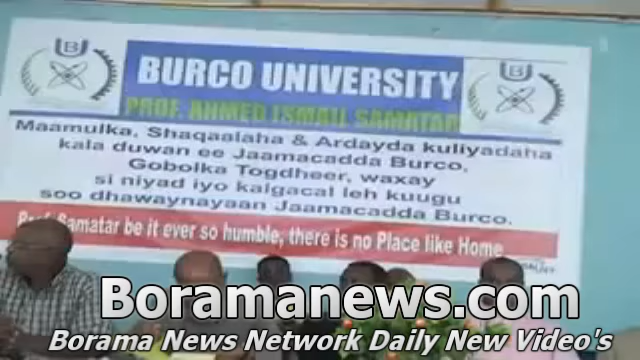 BURCO UNIVERSITY
PROF. AHMED ISMAIL SAMATAR
Maamulka, Shaqaalaha & Ardayda kuliyadaha
kala duwan ee Jaamacadda Burco,
Gobolka Togdheer, waxay
si niyad iyo kalgacal leh kuugu
soo dhawaynayaan Jaamacadda Burco.
Prof. Samatar be it ever so humble, there is no Place like Home
Boramanews.com
Borama News Network Daily New Video's